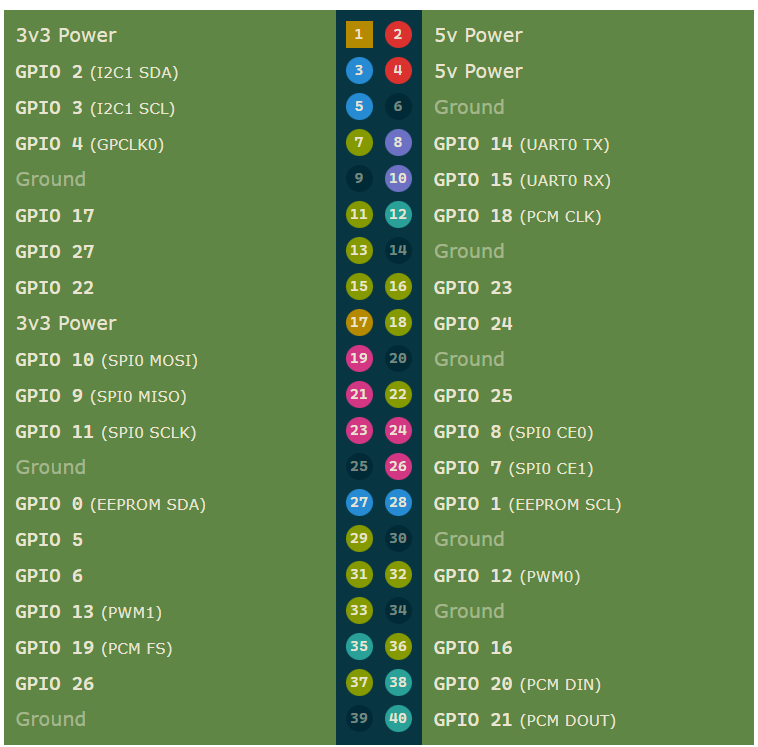 3v3 Power 1 2 5v Power
GPIO 2 (I2C1 SDA) 3 4 5v Power
GPIO 3 (I2C1 SCL) 5 6 Ground
GPIO 4 (GPCLK0) 7 8 GPIO 14 (UART0 TX)
Ground 9 10 GPIO 15 (UART0 RX)
GPIO 17 11 12 GPIO 18 (PCM CLK)
GPIO 27 13 14 Ground
GPIO 22 15 16 GPIO 23
3v3 Power 17 18 GPIO 24
GPIO 10 (SPI0 MOSI) 19 20 Ground
GPIO 9 (SPI0 MISO) 21 22 GPIO 25
GPIO 11 (SPI0 SCLK) 23 24 GPIO 8 (SPI0 CE0)
Ground 25 26 GPIO 7 (SPI0 CE1)
GPIO 0 (EEPROM SDA) 27 28 GPIO 1 (EEPROM SCL)
GPIO 5 29 30 Ground
GPIO 6 31 32 GPIO 12 (PWM0)
GPIO 13 (PWM1) 33 34 Ground
GPIO 19 (PCM FS) 35 36 GPIO 16
GPIO 26 37 38 GPIO 20 (PCM DIN)
Ground 39 40 GPIO 21 (PCM DOUT)